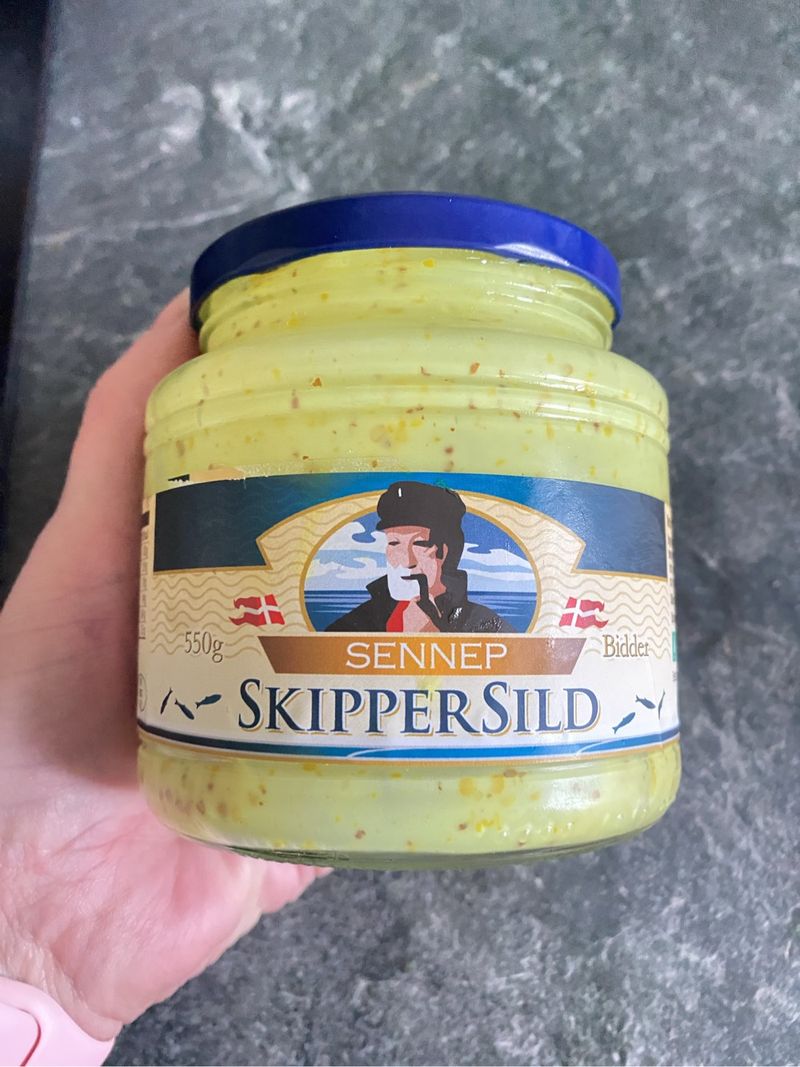 550g
SENNEP
Bidder
SKIPPERSILD